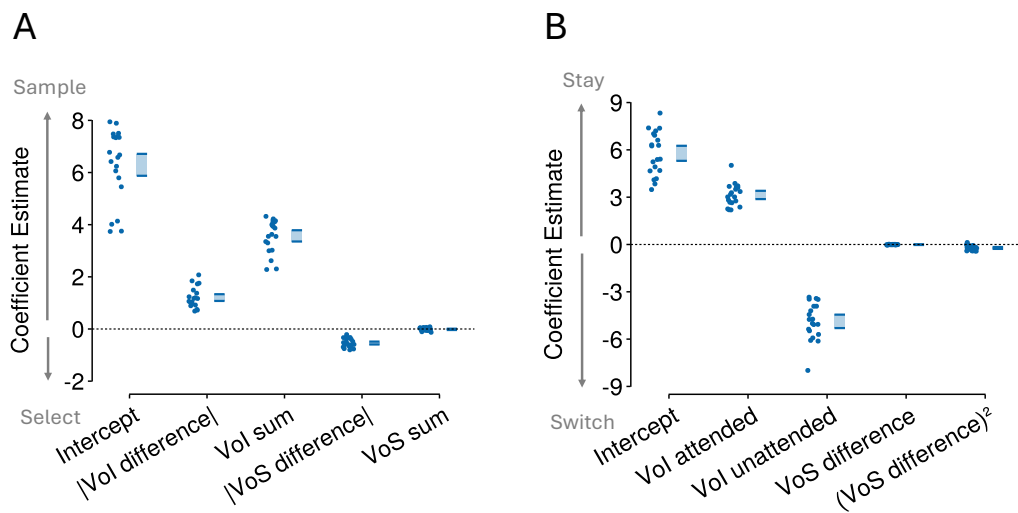 A
Sample
Coefficient Estimate
8
6
4
2
0
-2
Select
Intercept
|VoI difference|
VoI sum
|VoS difference|
VoS sum
B
Stay
Coefficient Estimate
9
6
3
0
-3
-6
-9
Switch
Intercept
VoI attended
VoI unattended
VoS difference
(VoS difference)²